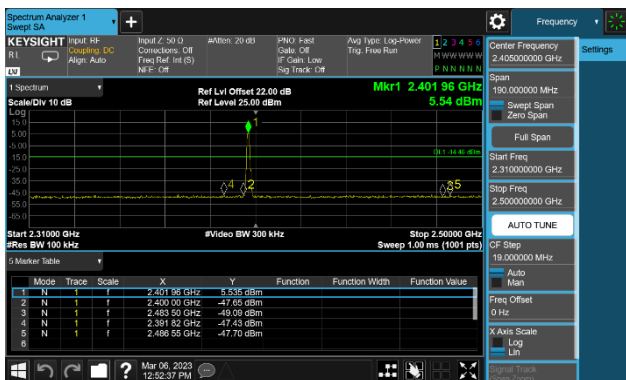 Spectrum Analyzer 1
Swept SA
Frequency
KEYSIGHT Input: RF Input Z: 50 Ω #Atten: 20 dB PNO: Fast Avg Type: Log-Power 1 2 3 4 5 6
RL Coupling: DC Corrections: Off Gate: Off Trig: Free Run M W W W W W
Align: Auto Freq Ref: Int (S) IF Gain: Low
LXI NFE: Off Sig Track: Off P N N N N N
1 Spectrum Ref Lvl Offset 22.00 dB Mkr1 2.401 96 GHz
Scale/Div 10 dB Ref Level 25.00 dBm 5.54 dBm
Log
15.0
5.00
-5.00
DL1 -14.46 dBm
-15.0
-25.0
-35.0
-45.0
-55.0
-65.0
1
4
2
3
5
Start 2.31000 GHz #Video BW 300 kHz Stop 2.50000 GHz
#Res BW 100 kHz Sweep 1.00 ms (1001 pts)
5 Marker Table
Mode Trace Scale X Y Function Function Width Function Value
1 N 1 f 2.401 96 GHz 5.535 dBm
2 N 1 f 2.400 00 GHz -47.65 dBm
3 N 1 f 2.483 50 GHz -49.09 dBm
4 N 1 f 2.391 82 GHz -47.43 dBm
5 N 1 f 2.486 55 GHz -47.70 dBm
6
Mar 06, 2023
12:52:37 PM
Center Frequency
2.405000000 GHz
Settings
Span
190.000000 MHz
Swept Span
Zero Span
Full Span
Start Freq
2.310000000 GHz
Stop Freq
2.500000000 GHz
AUTO TUNE
CF Step
19.000000 MHz
Auto
Man
Freq Offset
0 Hz
X Axis Scale
Log
Lin
Signal Track
(Span Zoom)